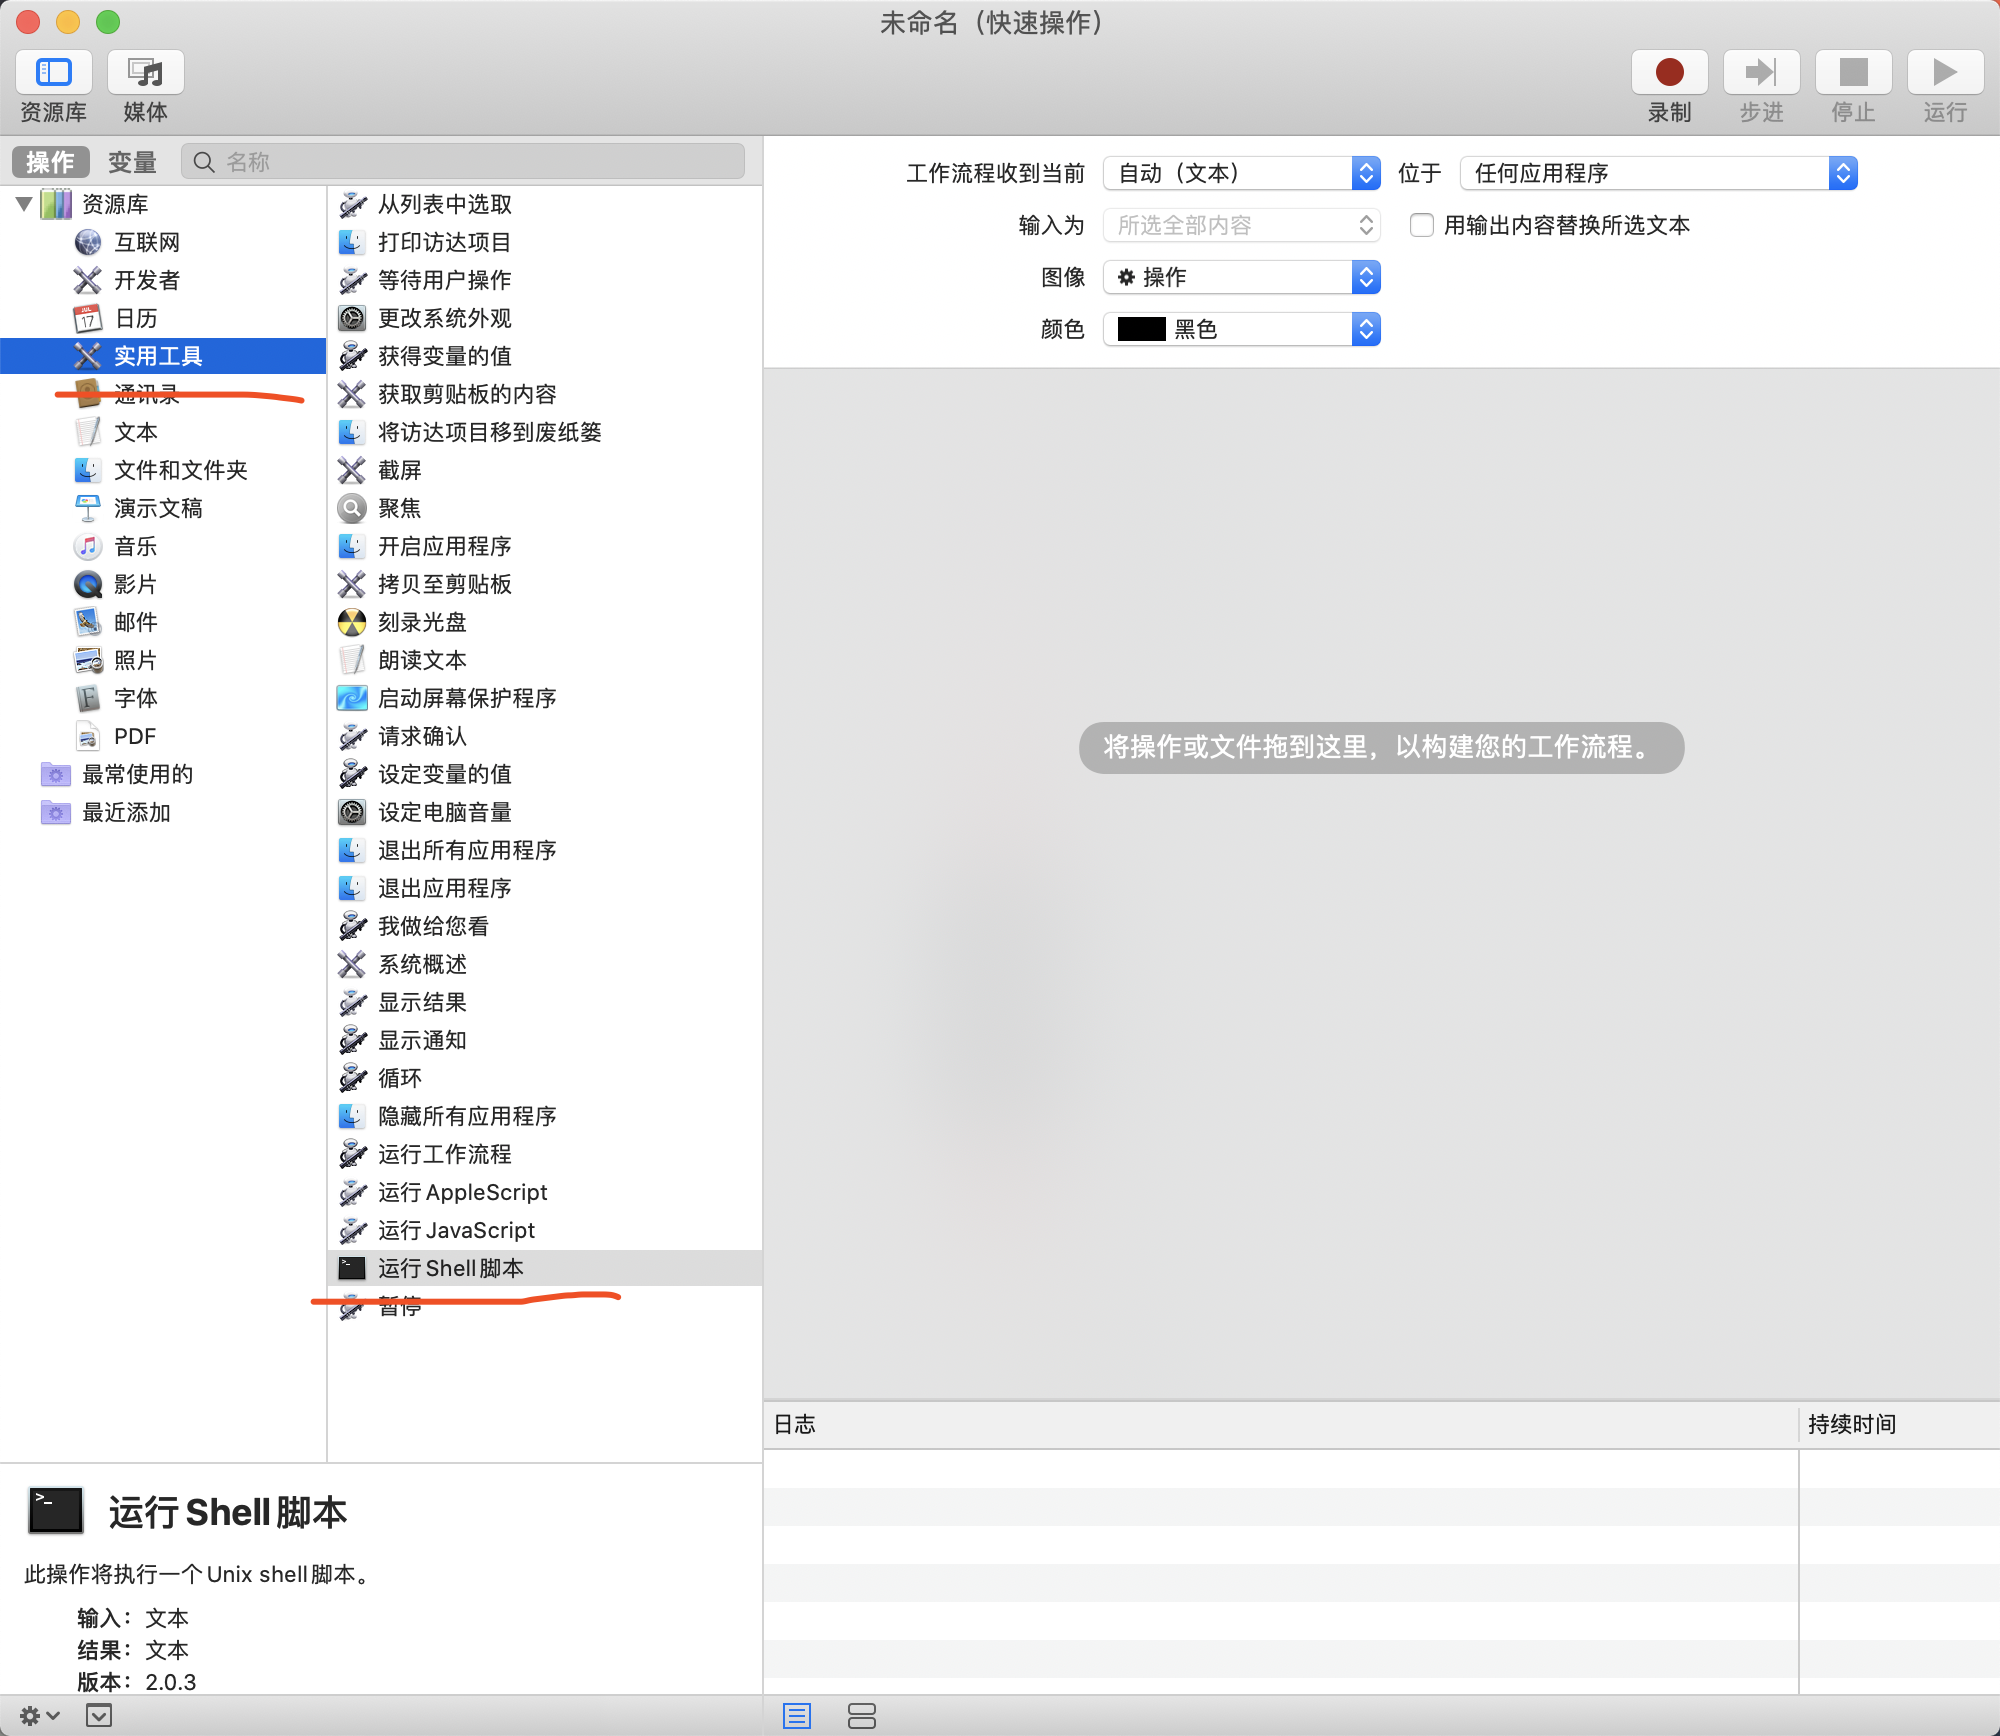 未命名（快速操作）
资源库
媒体
录制
步进
停止
运行
操作
变量
名称
资源库
互联网
开发者
17
日历
实用工具
通讯录
文本
文件和文件夹
演示文稿
音乐
影片
邮件
照片
字体
PDF
最常使用的
最近添加
从列表中选取
打印访达项目
等待用户操作
更改系统外观
获得变量的值
获取剪贴板的内容
将访达项目移到废纸篓
截屏
聚焦
开启应用程序
拷贝至剪贴板
刻录光盘
朗读文本
启动屏幕保护程序
请求确认
设定变量的值
设定电脑音量
退出所有应用程序
退出应用程序
我做给您看
系统概述
显示结果
显示通知
循环
隐藏所有应用程序
运行工作流程
运行 AppleScript
运行 JavaScript
运行 Shell 脚本
暂停
运行 Shell 脚本
此操作将执行一个 Unix shell 脚本。
输入： 文本
结果： 文本
版本： 2.0.3
工作流程收到当前 自动（文本） 位于 任何应用程序
输入为 所选全部内容 用输出内容替换所选文本
图像 操作
颜色 黑色
将操作或文件拖到这里，以构建您的工作流程。
日志 持续时间